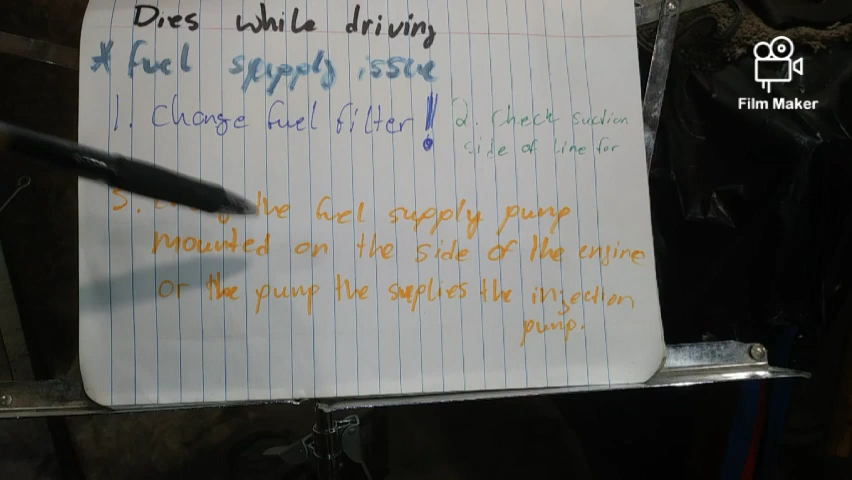 Dies while driving
* fuel supply issue
1. Change fuel filter!
2. Check suction
side of line for
3. the fuel supply pump
mounted on the side of the engine
or the pump the suplies the injection
pump.
Film Maker